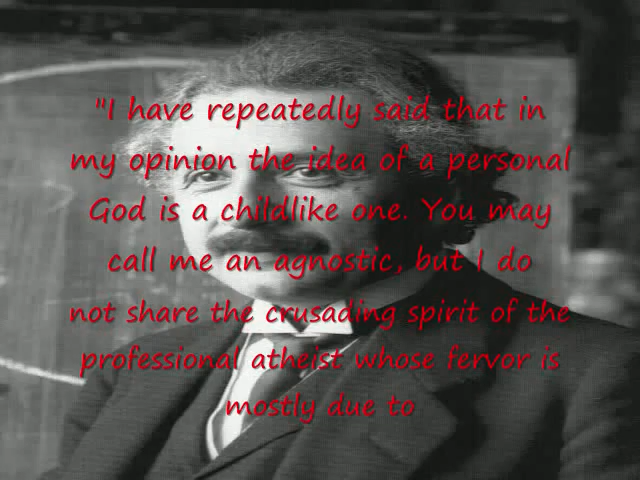 "I have repeatedly said that in
my opinion the idea of a personal
God is a childlike one. You may
call me an agnostic, but I do
not share the crusading spirit of the
professional atheist whose fervor is
mostly due to